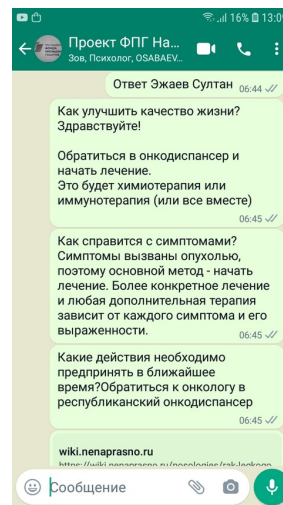 16% 13:0
Проект ФПГ На...
Зов, Психолог, OSABAEV...
Ответ Эжаев Султан 06:44
Как улучшить качество жизни?
Здравствуйте!
Обратиться в онкодиспансер и
начать лечение.
Это будет химиотерапия или
иммунотерапия (или все вместе)
06:45
Как справится с симптомами?
Симптомы вызваны опухолью,
поэтому основной метод - начать
лечение. Более конкретное лечение
и любая дополнительная терапия
зависит от каждого симптома и его
выраженности. 06:45
Какие действия необходимо
предпринять в ближайшее
время?Обратиться к онкологу в
республиканский онкодиспансер
06:45
wiki.nenaprasno.ru
Сообщение